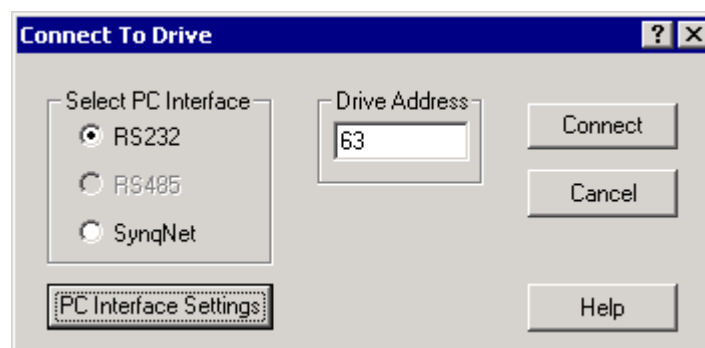 Connect To Drive
Select PC Interface
RS232
RS485
SynqNet
Drive Address
63
Connect
Cancel
PC Interface Settings
Help